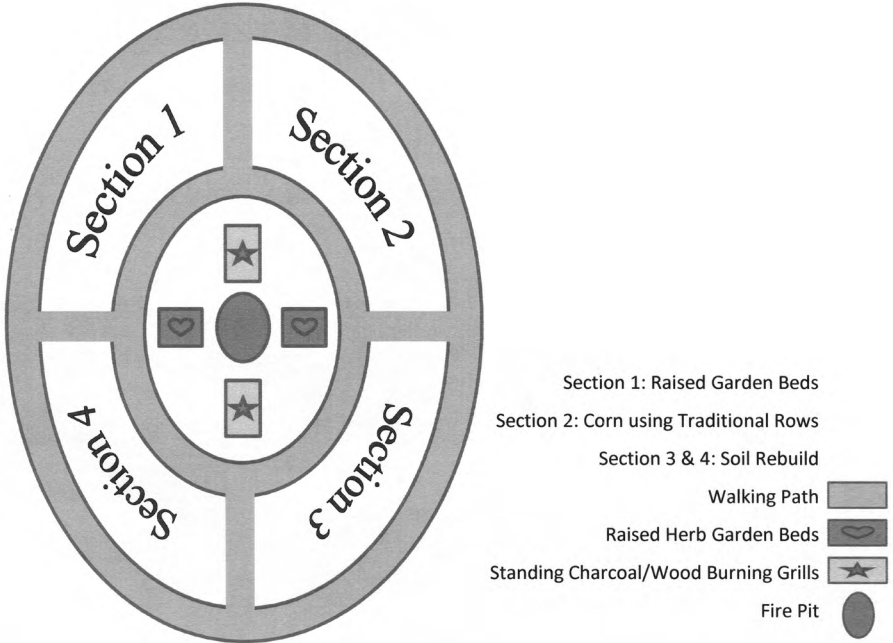 Section 1
Section 2
Section 4
Section 3
Section 1: Raised Garden Beds
Section 2: Corn using Traditional Rows
Section 3 & 4: Soil Rebuild
Walking Path
Raised Herb Garden Beds
Standing Charcoal/Wood Burning Grills
Fire Pit